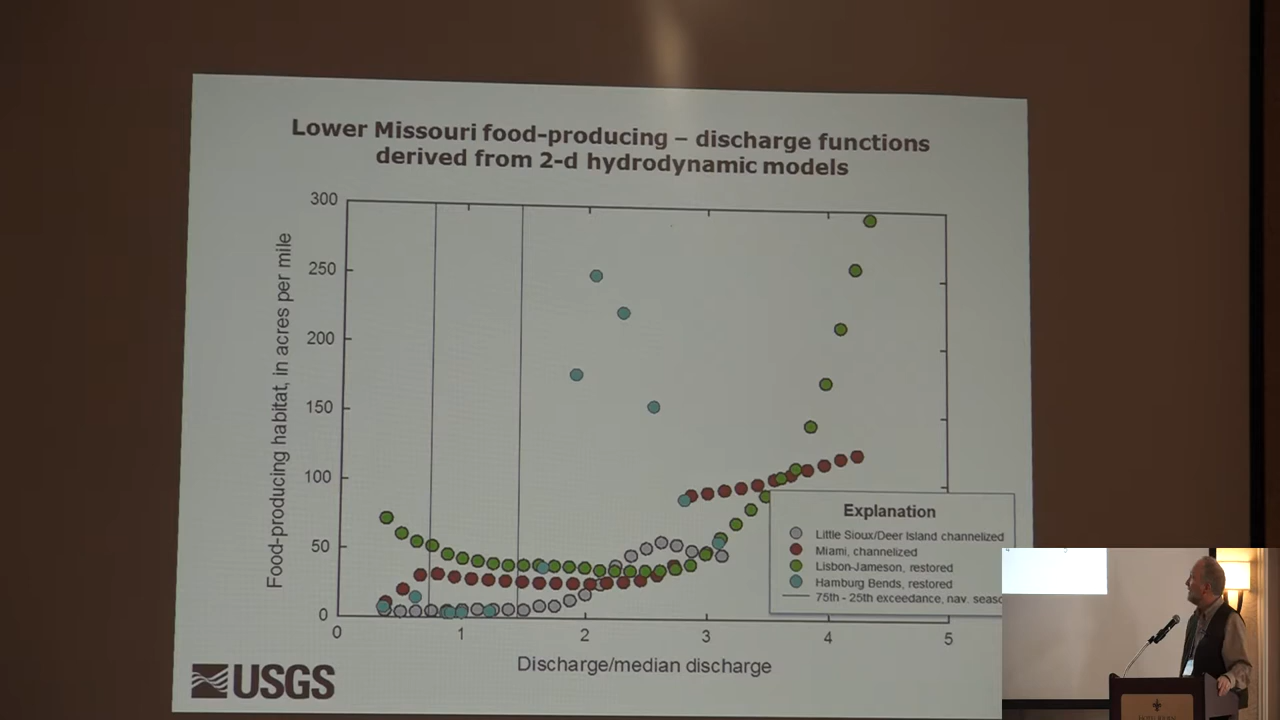 Lower Missouri food-producing – discharge functions
derived from 2-d hydrodynamic models
300
250
200
150
100
50
0
Food-producing habitat, in acres per mile
0 1 2 3 4 5
Discharge/median discharge
Explanation
Little Sioux/Deer Island channelized
Miami, channelized
Lisbon-Jameson, restored
Hamburg Bends, restored
75th - 25th exceedance, nav.
USGS